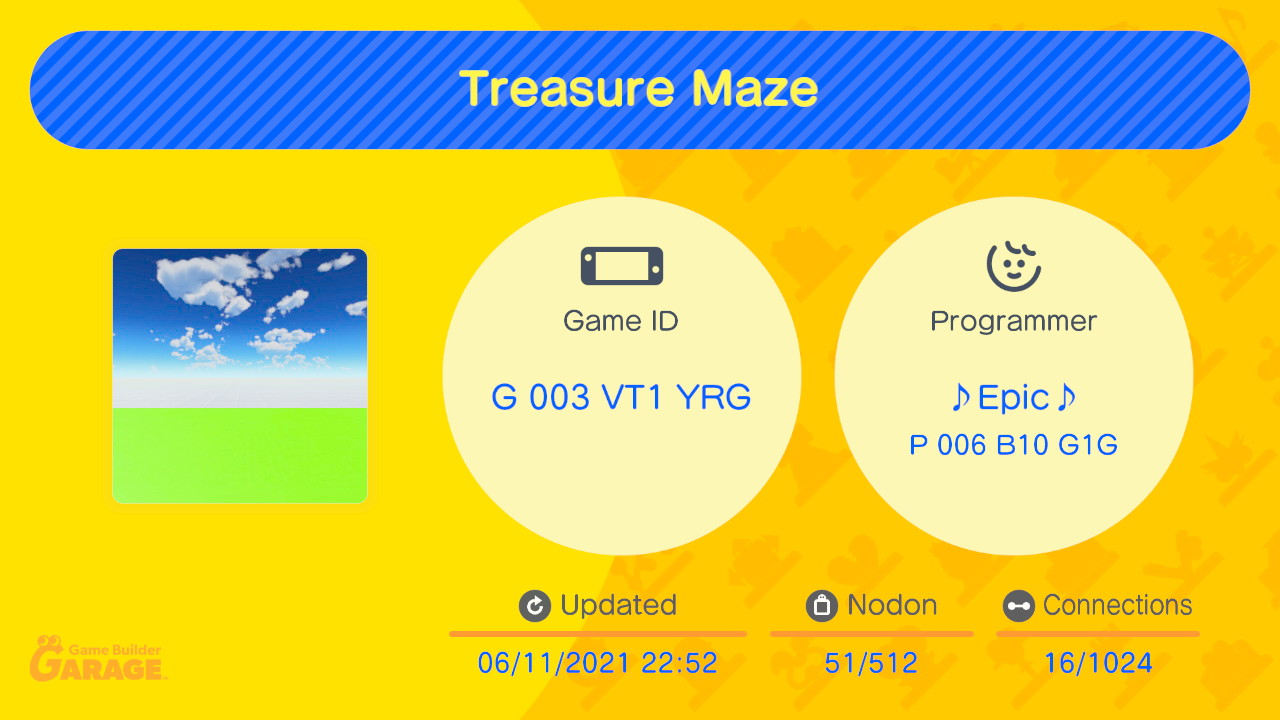 Treasure Maze
Game ID
G 003 VT1 YRG
Programmer
♪Epic♪
P 006 B10 G1G
Updated
06/11/2021 22:52
Nodon
51/512
Connections
16/1024
Game Builder
GARAGE™